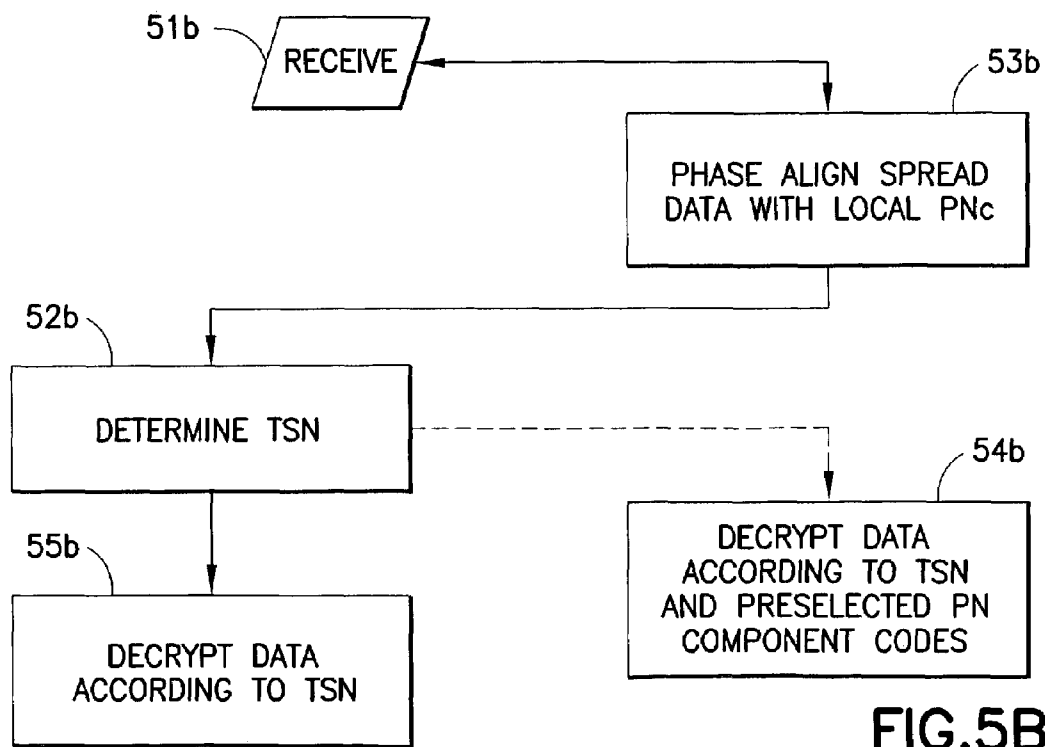 51b
RECEIVE
53b
PHASE ALIGN SPREAD
DATA WITH LOCAL PNc
52b
DETERMINE TSN
54b
DECRYPT DATA
ACCORDING TO TSN
AND PRESELECTED PN
COMPONENT CODES
55b
DECRYPT DATA
ACCORDING TO TSN
FIG.5B